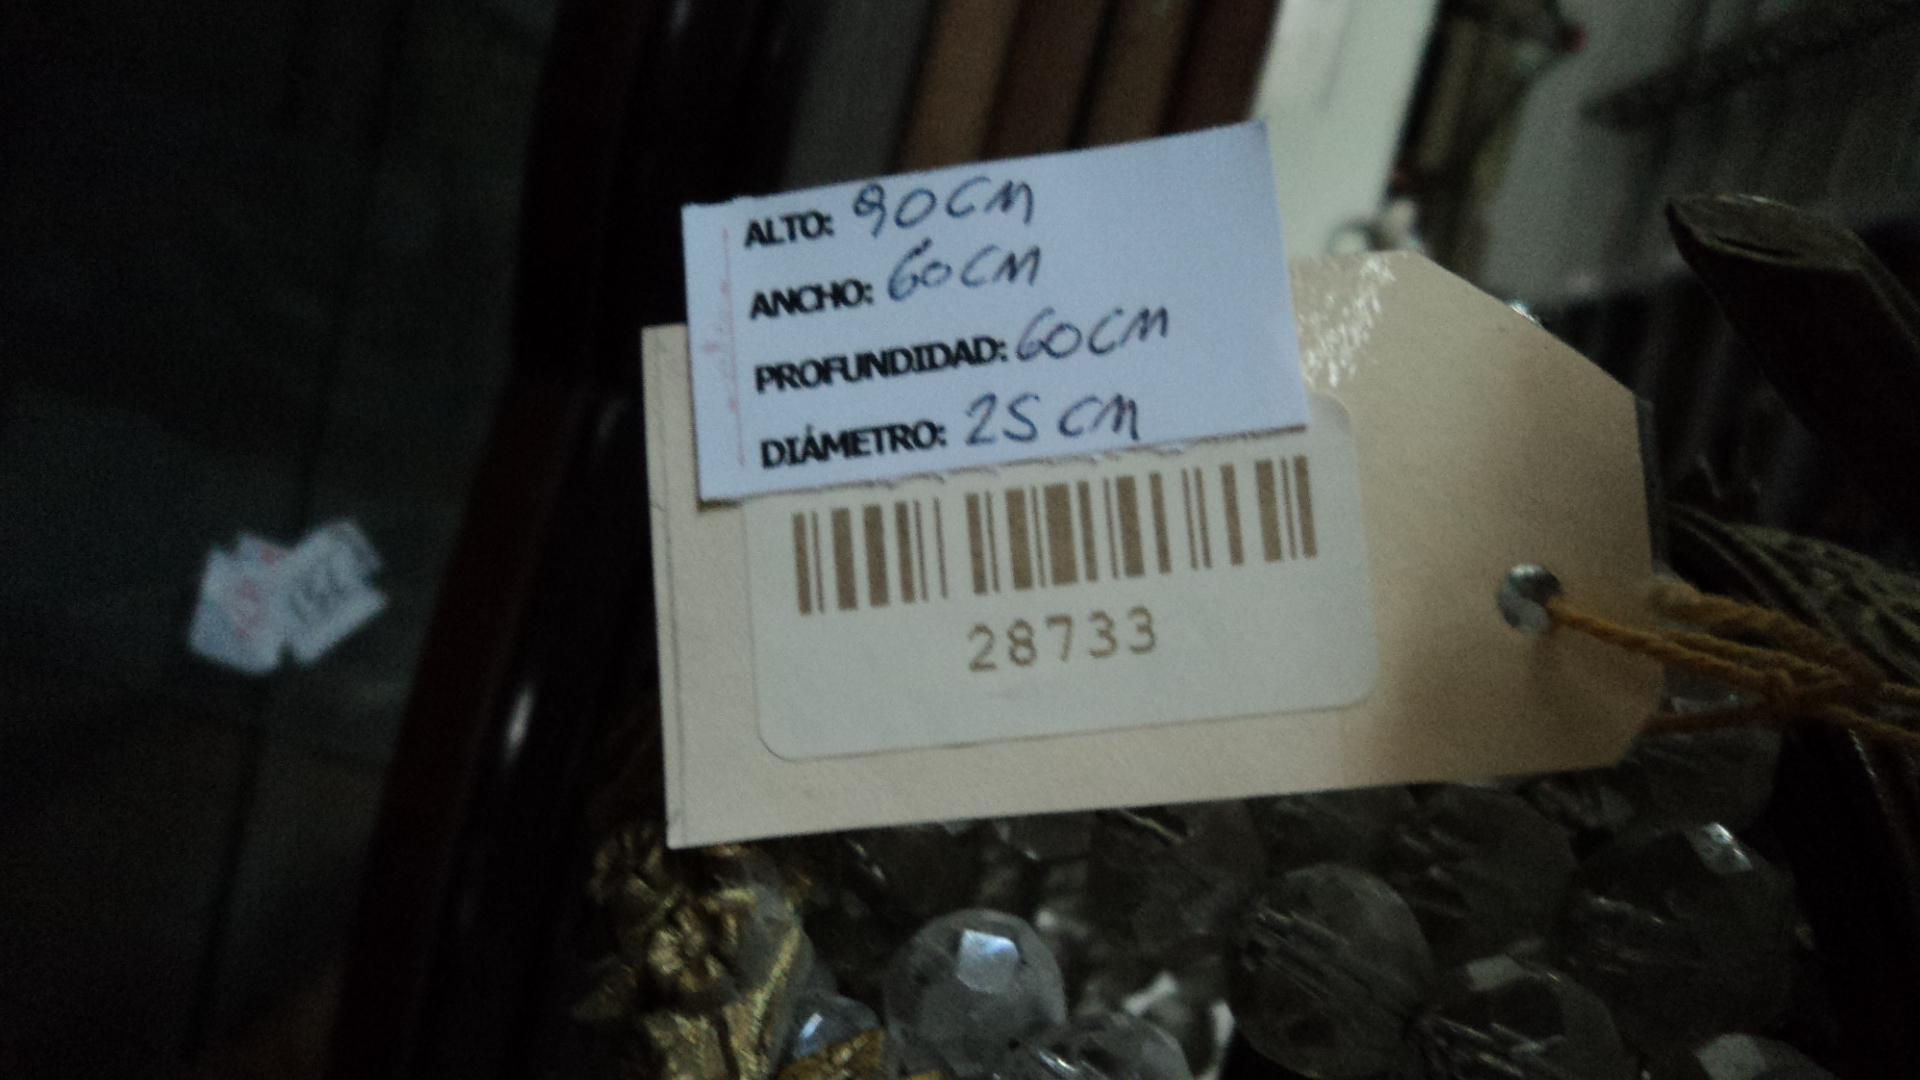 ALTO: 90CM
ANCHO: 60CM
PROFUNDIDAD: 60CM
DIÁMETRO: 25 CM
28733